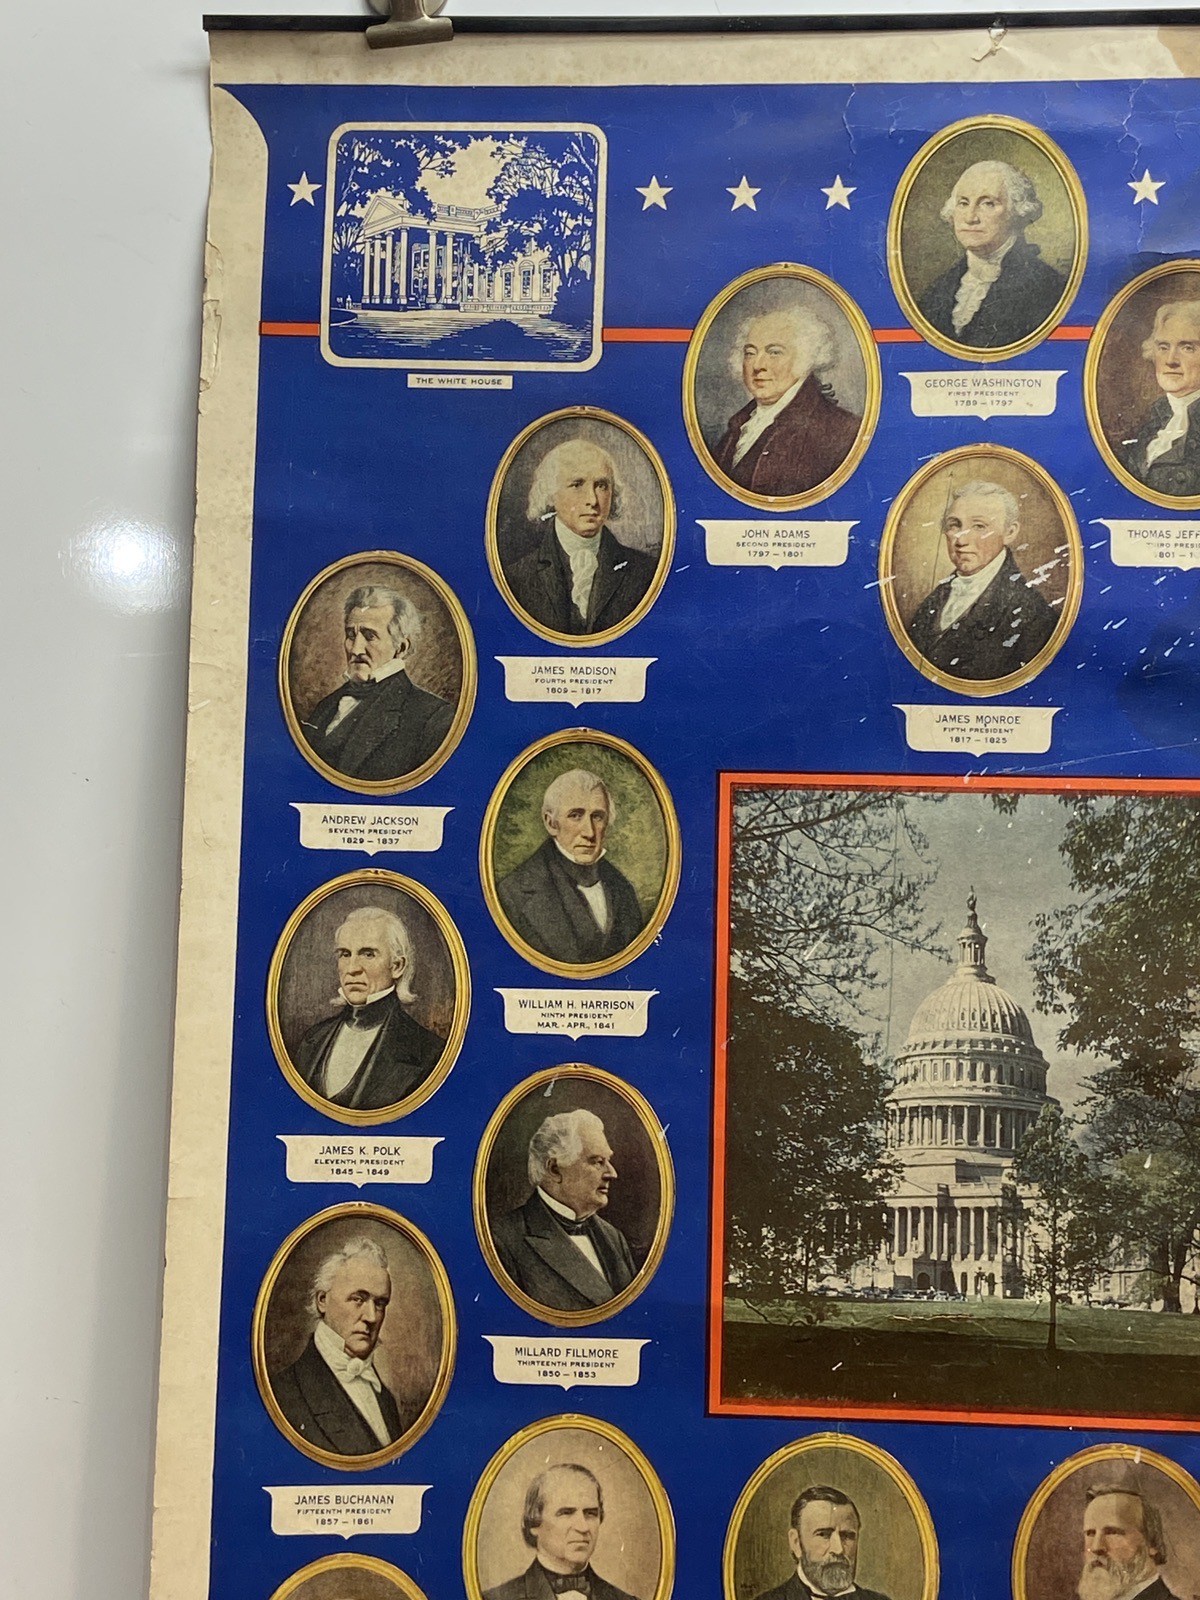 THE WHITE HOUSE
GEORGE WASHINGTON
FIRST PRESIDENT
1789 – 1797
JOHN ADAMS
SECOND PRESIDENT
1797 – 1801
THOMAS JEFF
THIRD PRESI
1801 – 1
JAMES MADISON
FOURTH PRESIDENT
1809 – 1817
JAMES MONROE
FIFTH PRESIDENT
1817 – 1825
ANDREW JACKSON
SEVENTH PRESIDENT
1829 – 1837
WILLIAM H. HARRISON
NINTH PRESIDENT
MAR. - APR., 1841
JAMES K. POLK
ELEVENTH PRESIDENT
1845 – 1849
MILLARD FILLMORE
THIRTEENTH PRESIDENT
1850 – 1853
JAMES BUCHANAN
FIFTEENTH PRESIDENT
1857 – 1861